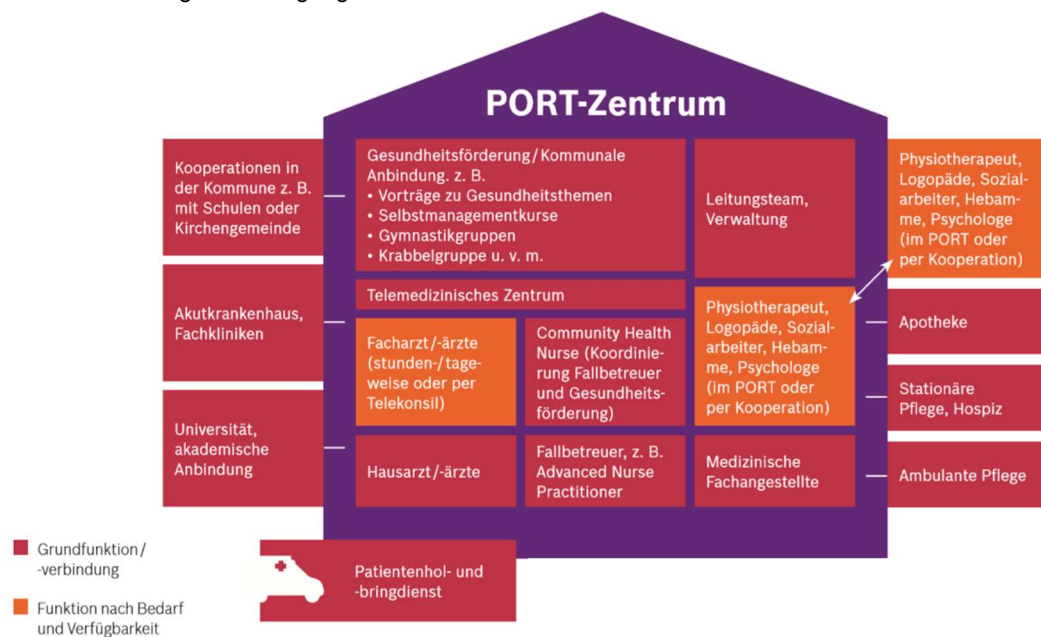 PORT-Zentrum
Kooperationen in
der Kommune z. B.
mit Schulen oder
Kirchengemeinde
Akutkrankenhaus,
Fachkliniken
Universität,
akademische
Anbindung
Gesundheitsförderung/Kommunale
Anbindung. z. B.
• Vorträge zu Gesundheitsthemen
• Selbstmanagementkurse
• Gymnastikgruppen
• Krabbelgruppe u. v. m.
Leitungsteam,
Verwaltung
Telemedizinisches Zentrum
Facharzt/-ärzte
(stunden-/tage-
weise oder per
Telekonsil)
Community Health
Nurse (Koordinie-
rung Fallbetreuer
und Gesundheits-
förderung)
Physiotherapeut,
Logopäde, Sozial-
arbeiter, Hebam-
me, Psychologe
(im PORT oder
per Kooperation)
Hausarzt/-ärzte
Fallbetreuer, z. B.
Advanced Nurse
Practitioner
Medizinische
Fachangestellte
Physiotherapeut,
Logopäde, Sozial-
arbeiter, Hebam-
me, Psychologe
(im PORT oder
per Kooperation)
Apotheke
Stationäre
Pflege, Hospiz
Ambulante Pflege
Patientenhol- und
-bringdienst
Grundfunktion/
-verbindung
Funktion nach Bedarf
und Verfügbarkeit